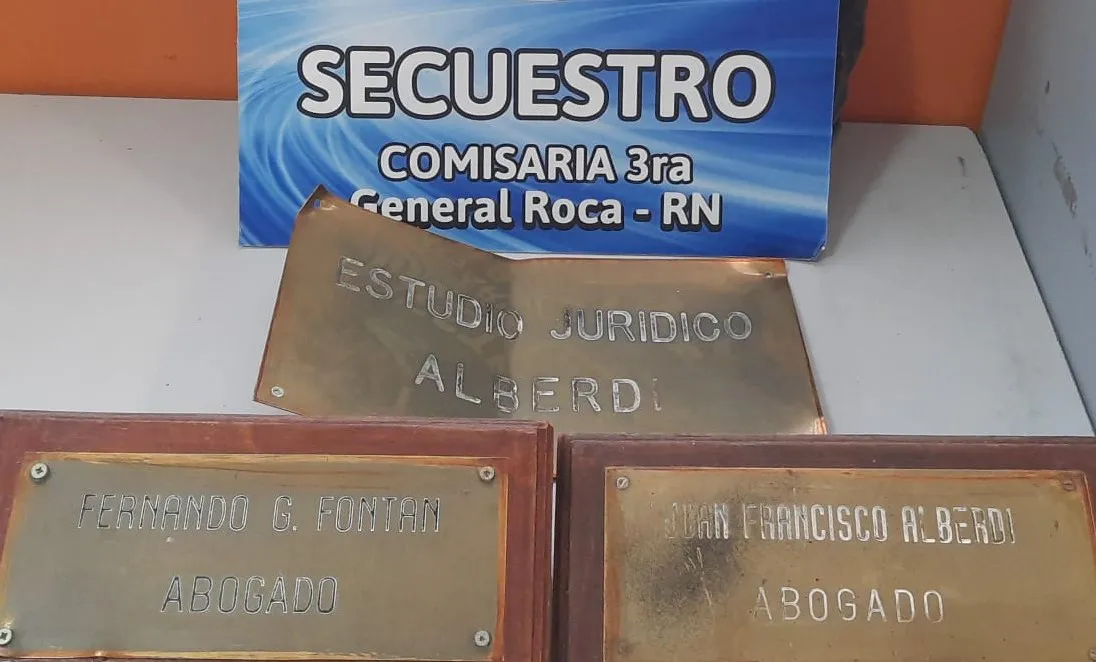 SECUESTRO
COMISARIA 3ra
General Roca - RN
ESTUDIO JURIDICO
ALBERDI
FERNANDO G. FONTAN
ABOGADO
JUAN FRANCISCO ALBERDI
ABOGADO